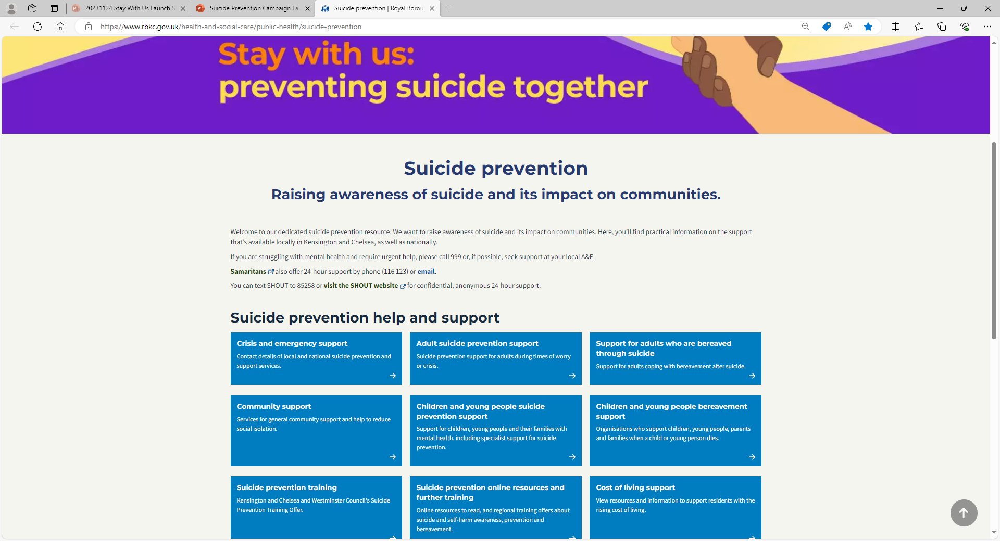 20231124 Stay With Us Launch S
Suicide Prevention Campaign La
Suicide prevention | Royal Borou
https://www.rbkc.gov.uk/health-and-social-care/public-health/suicide-prevention
Stay with us:
preventing suicide together
Suicide prevention
Raising awareness of suicide and its impact on communities.
Welcome to our dedicated suicide prevention resource. We want to raise awareness of suicide and its impact on communities. Here, you’ll find practical information on the support
that’s available locally in Kensington and Chelsea, as well as nationally.
If you are struggling with mental health and require urgent help, please call 999 or, if possible, seek support at your local A&E.
Samaritans also offer 24-hour support by phone (116 123) or email.
You can text SHOUT to 85258 or visit the SHOUT website for confidential, anonymous 24-hour support.
Suicide prevention help and support
Crisis and emergency support
Contact details of local and national suicide prevention and
support services.
Adult suicide prevention support
Suicide prevention support for adults during times of worry
or crisis.
Support for adults who are bereaved
through suicide
Support for adults coping with bereavement after suicide.
Community support
Services for general community support and help to reduce
social isolation.
Children and young people suicide
prevention support
Support for children, young people and their families with
mental health, including specialist support for suicide
prevention.
Children and young people bereavement
support
Organisations who support children, young people, parents
and families when a child or young person dies.
Suicide prevention training
Kensington and Chelsea and Westminster Council's Suicide
Prevention Training Offer.
Suicide prevention online resources and
further training
Online resources to read, and regional training offers about
suicide and self-harm awareness, prevention and
bereavement.
Cost of living support
View resources and information to support residents with the
rising cost of living.